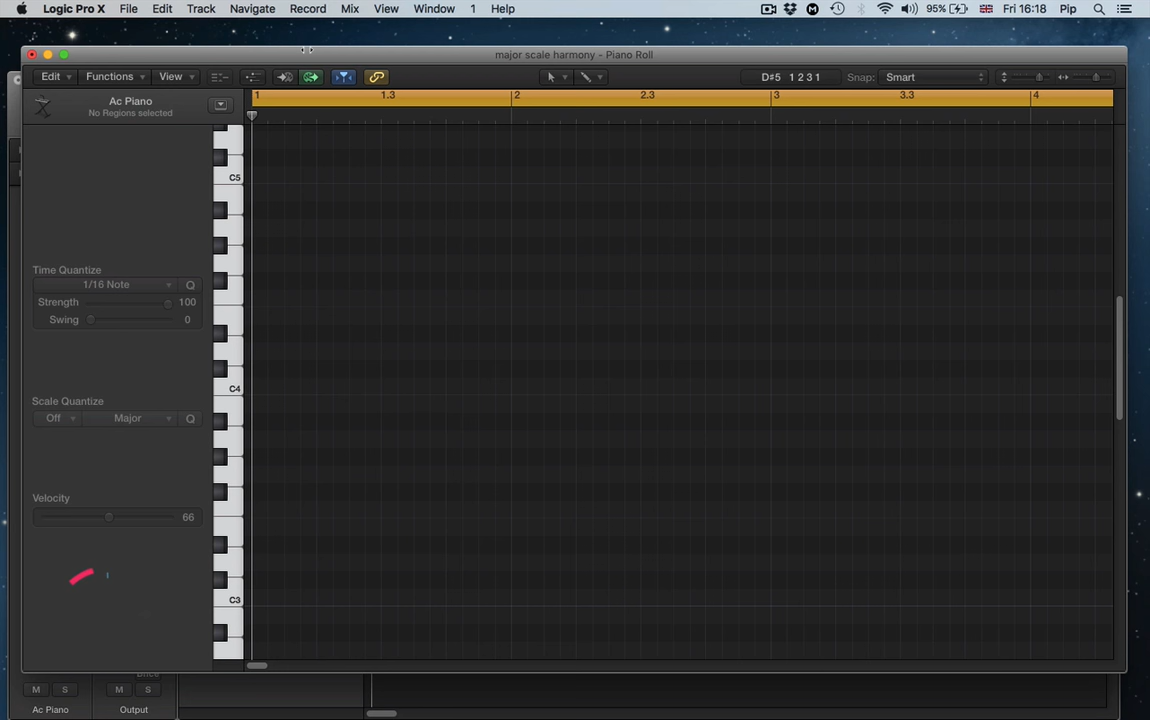 Logic Pro X File Edit Track Navigate Record Mix View Window 1 Help 95% Fri 16:18 Pip
major scale harmony - Piano Roll
Edit Functions View D#5 1 2 3 1 Snap: Smart
Ac Piano
No Regions selected
1 1.3 2 2.3 3 3.3 4
C5
Time Quantize
1/16 Note Q
Strength 100
Swing 0
C4
Scale Quantize
Off Major Q
Velocity
66
C3
M S M S
Ac Piano Output